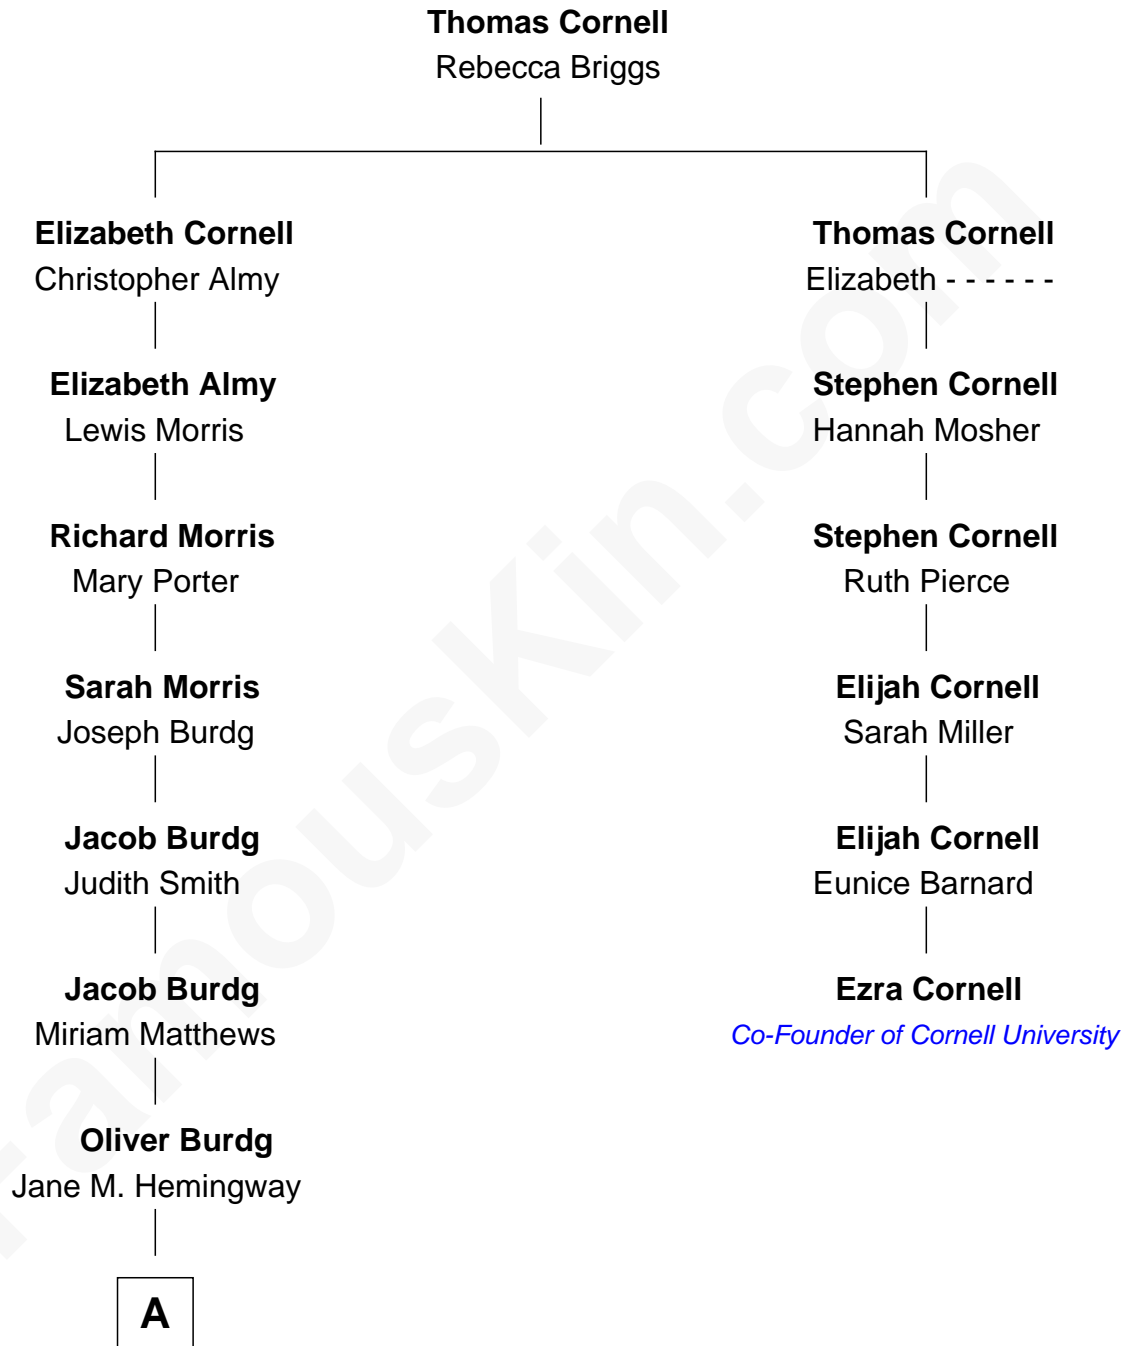 Thomas Cornell
Rebecca Briggs
Elizabeth Cornell
Christopher Almy
Thomas Cornell
Elizabeth - - - - - -
Elizabeth Almy
Lewis Morris
Stephen Cornell
Hannah Mosher
Richard Morris
Mary Porter
Stephen Cornell
Ruth Pierce
Sarah Morris
Joseph Burdg
Elijah Cornell
Sarah Miller
Jacob Burdg
Judith Smith
Elijah Cornell
Eunice Barnard
Jacob Burdg
Miriam Matthews
Ezra Cornell
Co-Founder of Cornell University
Oliver Burdg
Jane M. Hemingway
A
FamousKin.com